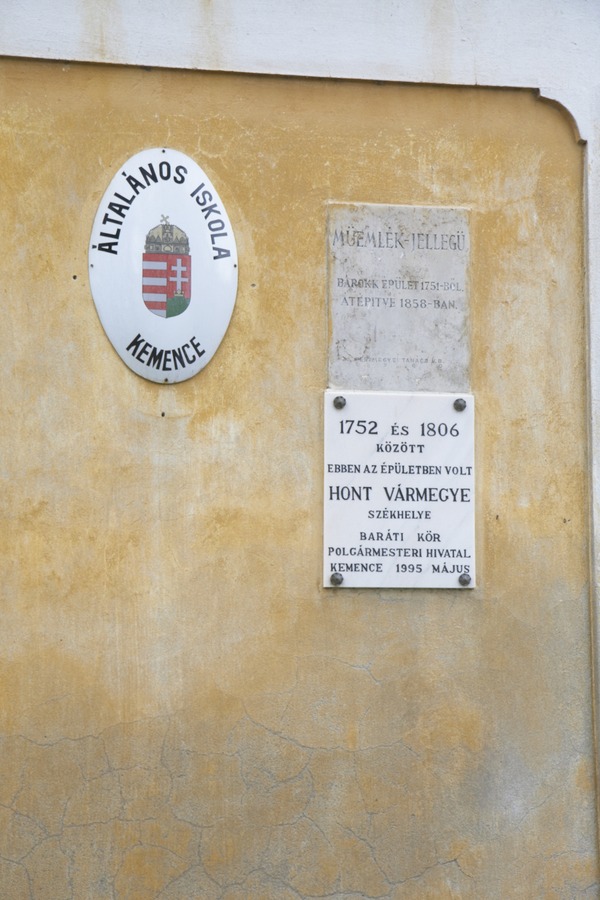 ÁLTALÁNOS ISKOLA
KEMENCE
MŰEMLÉK-JELLEGŰ
BAROKK ÉPÜLET 1751-BŐL,
ÁTÉPÍTVE 1858-BAN.
1752 ÉS 1806
KÖZÖTT
EBBEN AZ ÉPÜLETBEN VOLT
HONT VÁRMEGYE
SZÉKHELYE
BARÁTI KÖR
POLGÁRMESTERI HIVATAL
KEMENCE 1995 MÁJUS